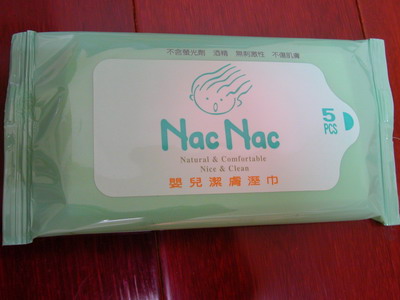 不含螢光劑 酒精 無刺激性 不傷肌膚
5
PCS
Nac Nac
Natural & Comfortable
Nice & Clean
嬰兒潔膚溼巾